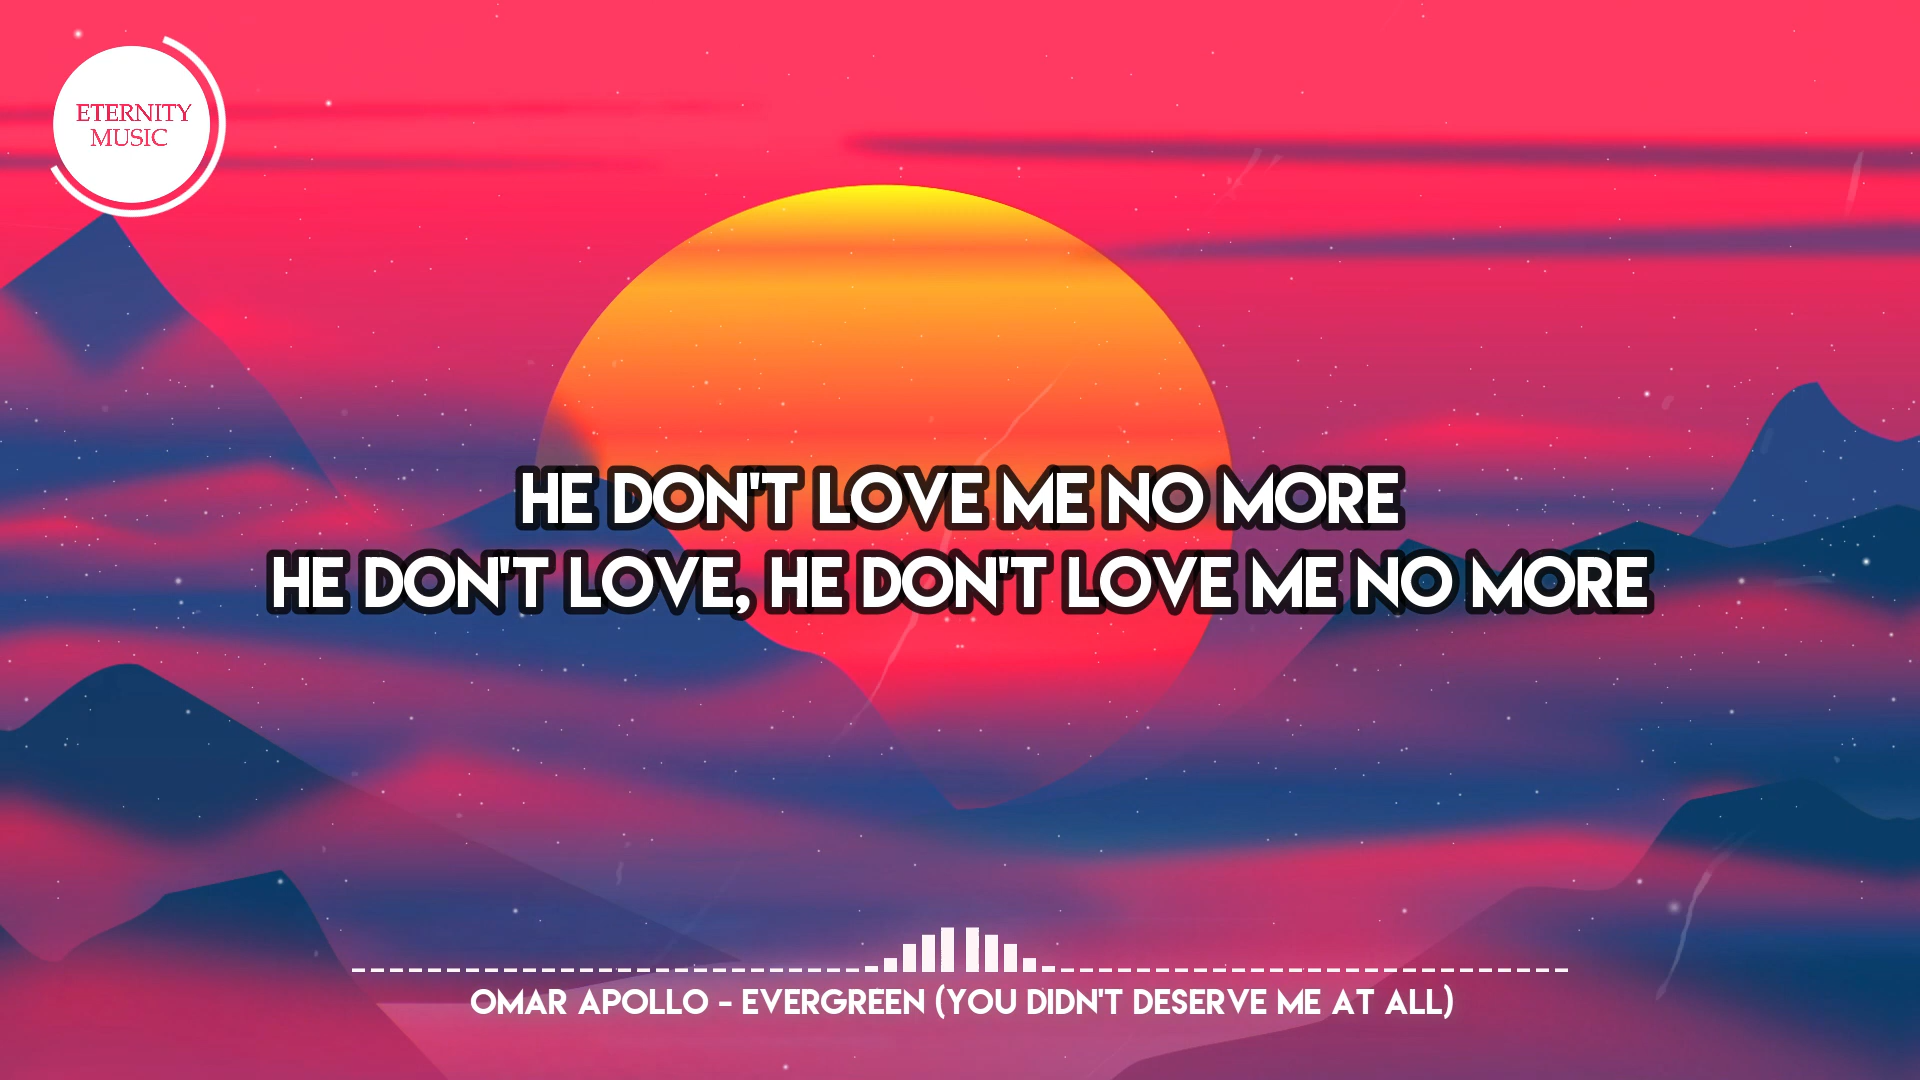 ETERNITY
MUSIC
HE DON'T LOVE ME NO MORE
HE DON'T LOVE, HE DON'T LOVE ME NO MORE
OMAR APOLLO - EVERGREEN (YOU DIDN'T DESERVE ME AT ALL)